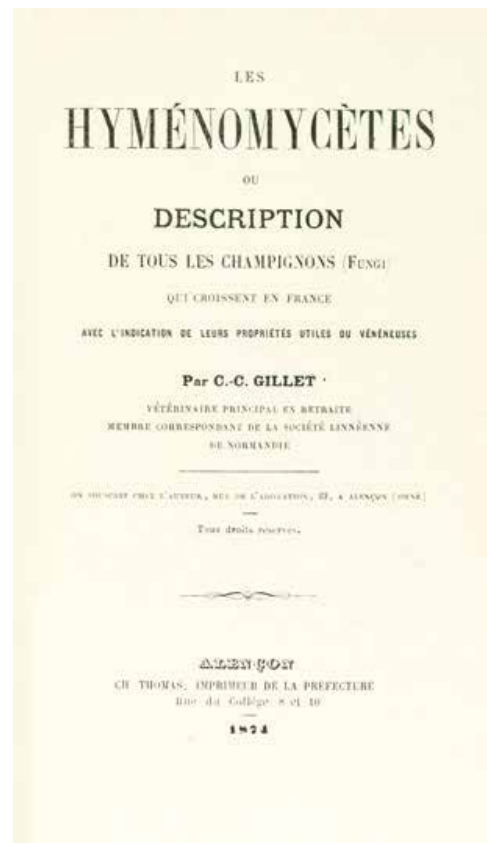 LES
HYMÉNOMYCÈTES
OU
DESCRIPTION
DE TOUS LES CHAMPIGNONS (FUNGI)
QUI CROISSENT EN FRANCE
AVEC L'INDICATION DE LEURS PROPRIÉTÉS UTILES OU VÉNÉNEUSES
Par C.-C. GILLET
VÉTÉRINAIRE PRINCIPAL EN RETRAITE
MEMBRE CORRESPONDANT DE LA SOCIÉTÉ LINNÉENNE
DE NORMANDIE
ON SOUSCRIT CHEZ L'AUTEUR, RUE DE L'ADORATION, A ALENÇON (ORNE)
Tous droits réservés.
ALENÇON
CH. THOMAS, IMPRIMEUR DE LA PRÉFECTURE
Rue du Collège 8 et 10
1874